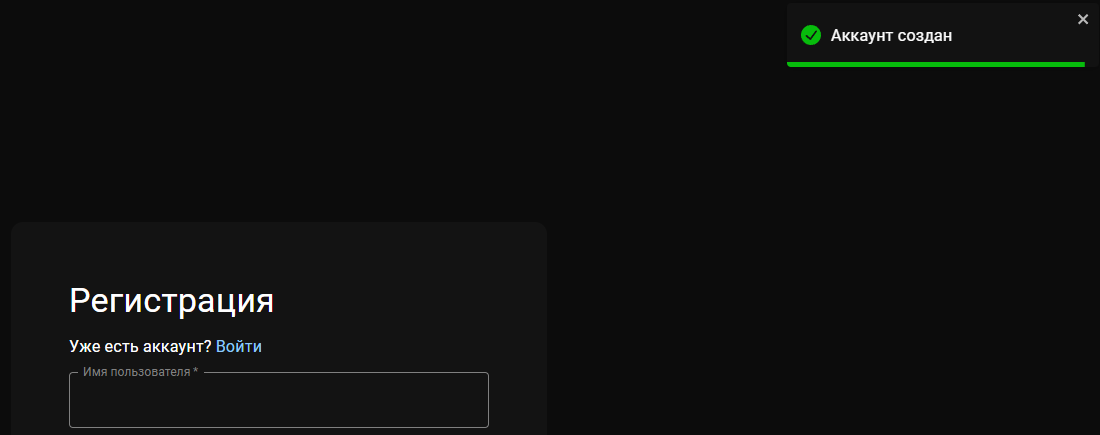 Аккаунт создан
Регистрация
Уже есть аккаунт? Войти
Имя пользователя *